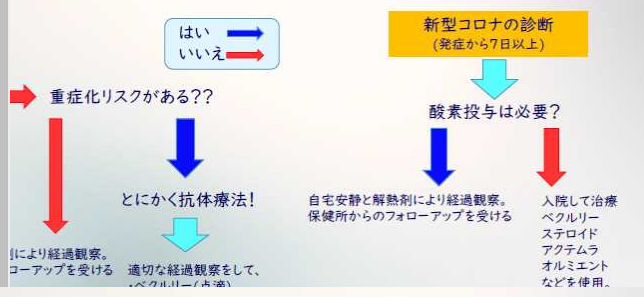 はい
いいえ
新型コロナの診断
(発症から7日以上)
重症化リスクがある??
酸素投与は必要?
とにかく抗体療法!
自宅安静と解熱剤により経過観察。
保健所からのフォローアップを受ける
入院して治療
ベクルリー
ステロイド
アクテムラ
オルミエント
などを使用。
により経過観察。
ローアップを受ける
適切な経過観察をして、
・ベクルリー(点滴)